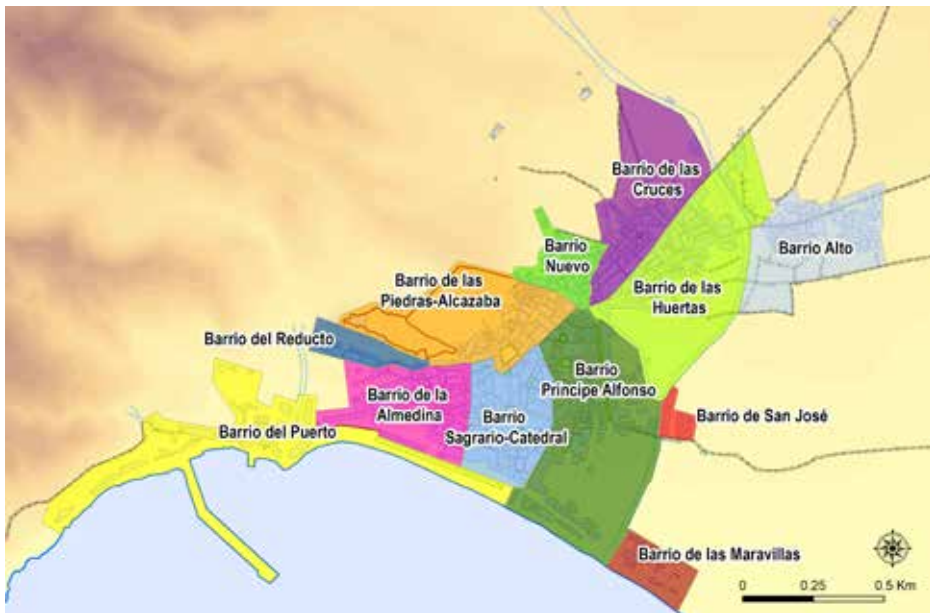 Barrio de las
Cruces
Barrio
Nuevo
Barrio Alto
Barrio de las
Piedras-Alcazaba
Barrio de las
Huertas
Barrio del Reducto
Barrio
Principe Alfonso
Barrio de la
Almedina
Barrio
Sagrario-Catedral
Barrio de San José
Barrio del Puerto
Barrio de las Maravillas
0 0.25 0.5 Km